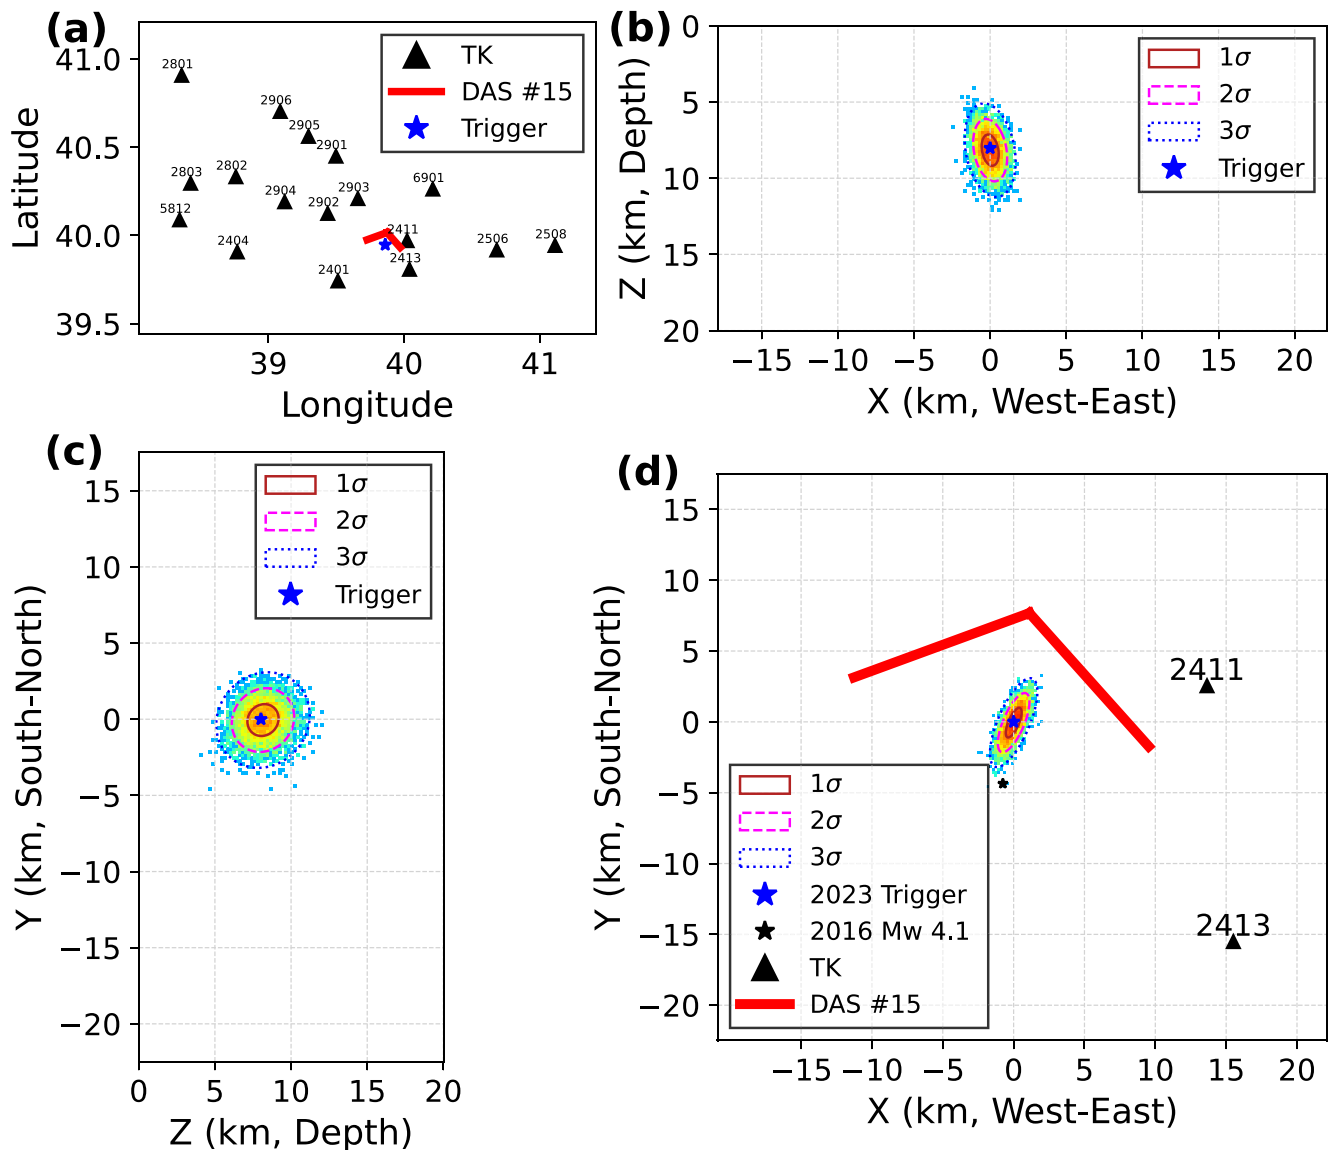 (a)
41.0
40.5
40.0
39.5
Latitude
39
40
41
Longitude
TK
DAS #15
Trigger
2801
2906
2905
2901
2803
2802
2904
2903
6901
2902
5812
2404
2411
2413
2401
2506
2508
(b)
0
5
10
15
20
Z (km, Depth)
−15
−10
−5
0
5
10
15
20
X (km, West-East)
1σ
2σ
3σ
Trigger
(c)
15
10
5
0
−5
−10
−15
−20
Y (km, South-North)
0
5
10
15
20
Z (km, Depth)
1σ
2σ
3σ
Trigger
(d)
15
10
5
0
−5
−10
−15
−20
Y (km, South-North)
−15
−10
−5
0
5
10
15
20
X (km, West-East)
2411
2413
1σ
2σ
3σ
2023 Trigger
2016 Mw 4.1
TK
DAS #15